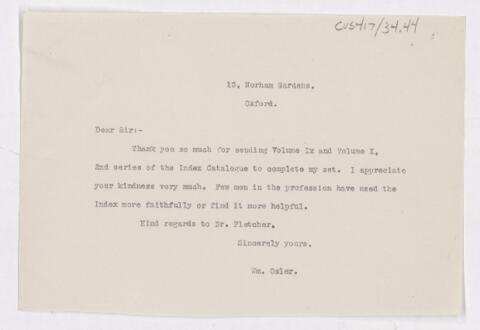 CUS417/34.44
13, Norham Gardens,
Oxford.
Dear Sir:-
Thank you so much for sending Volume IX and Volume X,
2nd series of the Index Catalogue to complete my set. I appreciate
your kindness very much. Few men in the profession have used the
Index more faithfully or find it more helpful.
Kind regards to Dr. Fletcher.
Sincerely yours,
Wm. Osler.